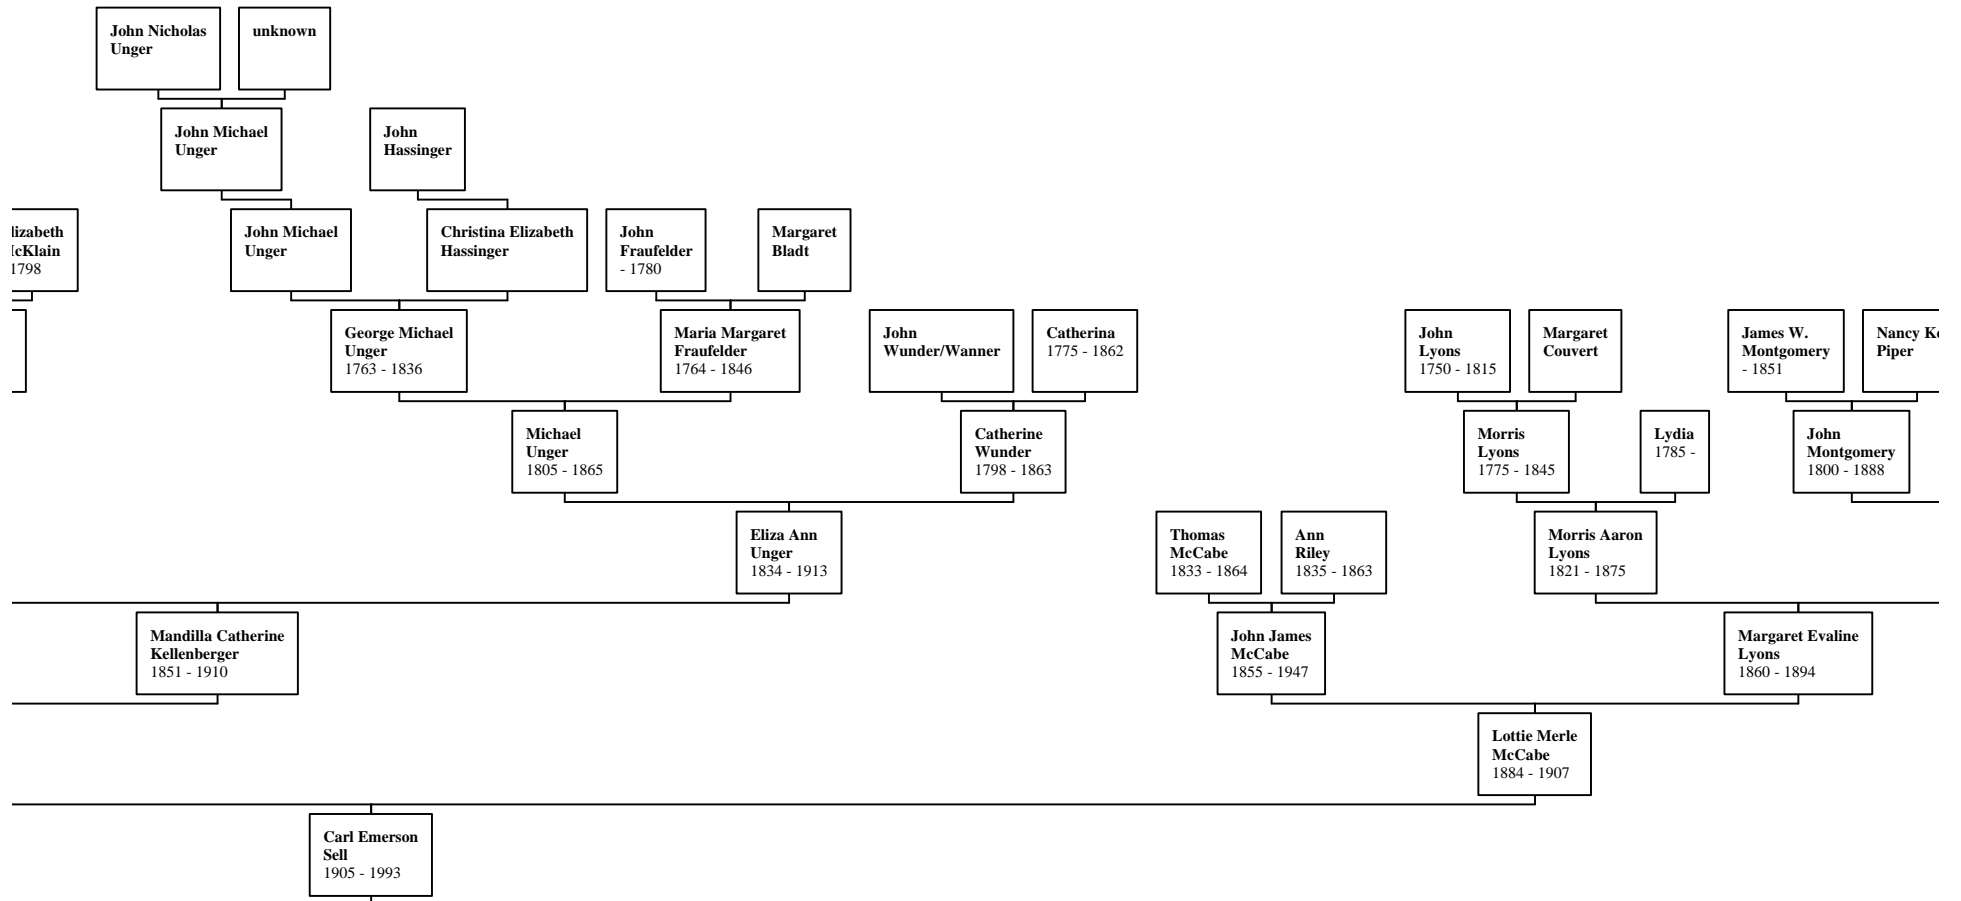 John Nicholas
Unger
unknown
John Michael
Unger
John
Hassinger
lizabeth
cKlain
1798
John Michael
Unger
Christina Elizabeth
Hassinger
John
Fraufelder
- 1780
Margaret
Bladt
George Michael
Unger
1763 - 1836
Maria Margaret
Fraufelder
1764 - 1846
John
Wunder/Wanner
Catherina
1775 - 1862
John
Lyons
1750 - 1815
Margaret
Couvert
James W.
Montgomery
- 1851
Nancy Ke
Piper
Michael
Unger
1805 - 1865
Catherine
Wunder
1798 - 1863
Morris
Lyons
1775 - 1845
Lydia
1785 -
John
Montgomery
1800 - 1888
Eliza Ann
Unger
1834 - 1913
Thomas
McCabe
1833 - 1864
Ann
Riley
1835 - 1863
Morris Aaron
Lyons
1821 - 1875
Mandilla Catherine
Kellenberger
1851 - 1910
John James
McCabe
1855 - 1947
Margaret Evaline
Lyons
1860 - 1894
Lottie Merle
McCabe
1884 - 1907
Carl Emerson
Sell
1905 - 1993